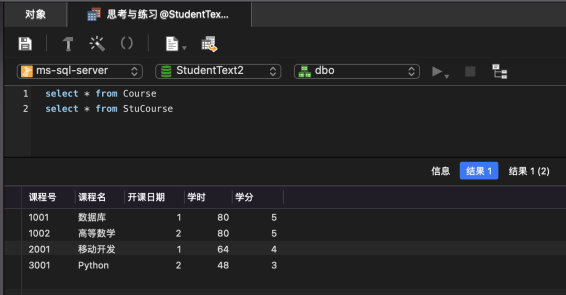 对象 思考与练习@StudentTex...
ms-sql-server StudentText2 dbo
1 select * from Course
2 select * from StuCourse
信息 结果 1 结果 1 (2)
课程号 课程名 开课日期 学时 学分
1001 数据库 1 80 5
1002 高等数学 2 80 5
2001 移动开发 1 64 4
3001 Python 2 48 3